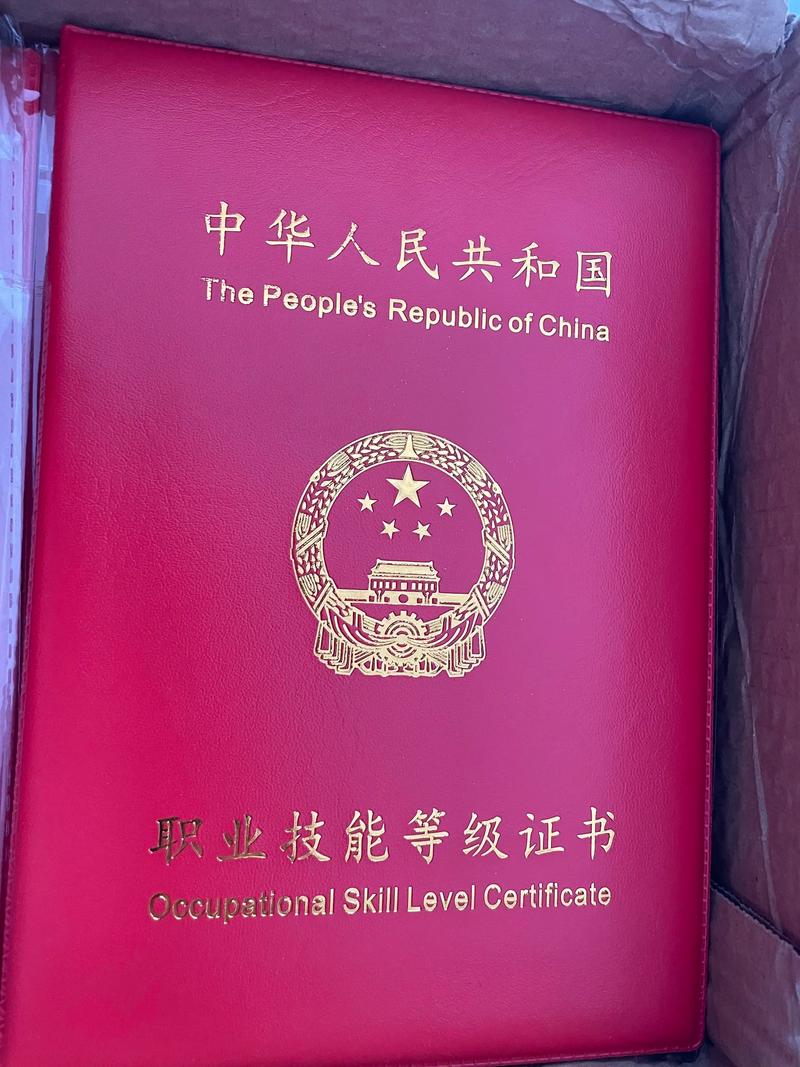 中华人民共和国
The People's Republic of China
职业技能等级证书
Occupational Skill Level Certificate